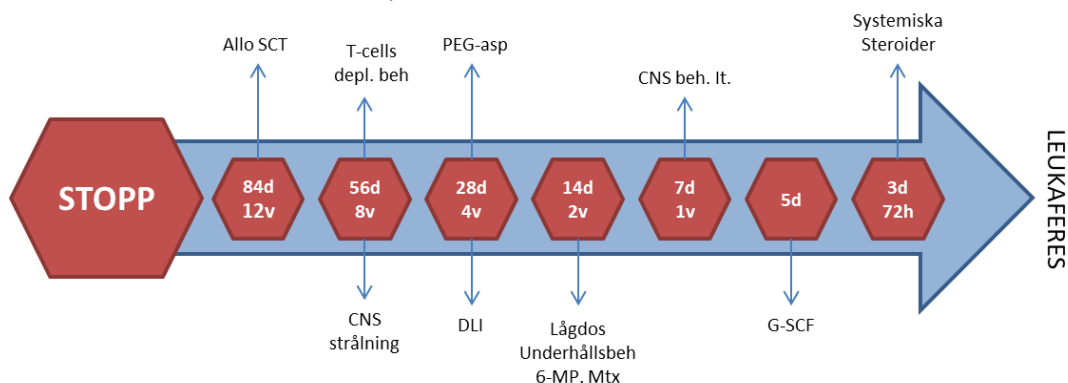 Allo SCT
T-cells
depl. beh
PEG-asp
CNS beh. It.
Systemiska
Steroider
STOPP
84d
12v
56d
8v
28d
4v
14d
2v
7d
1v
5d
3d
72h
LEUKAFERES
CNS
strålning
DLI
Lågdos
Underhållsbeh
6-MP, Mtx
G-SCF